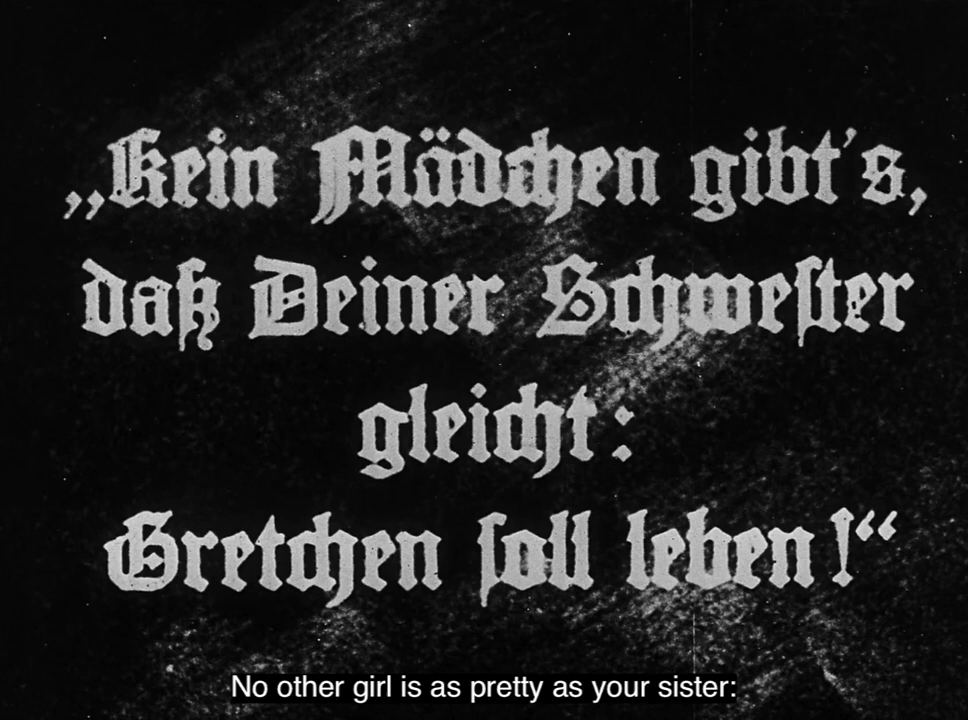 „Kein Mädchen gibt's,
daß Deiner Schwester
gleicht:
Gretchen soll leben!“
No other girl is as pretty as your sister: